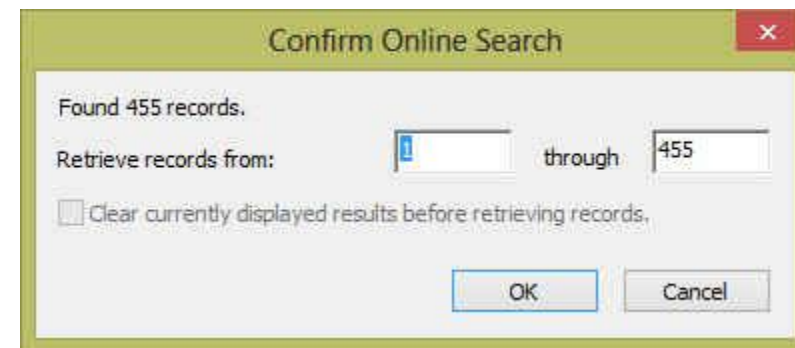 Confirm Online Search
Found 455 records.
Retrieve records from: 1 through 455
Clear currently displayed results before retrieving records.
OK Cancel